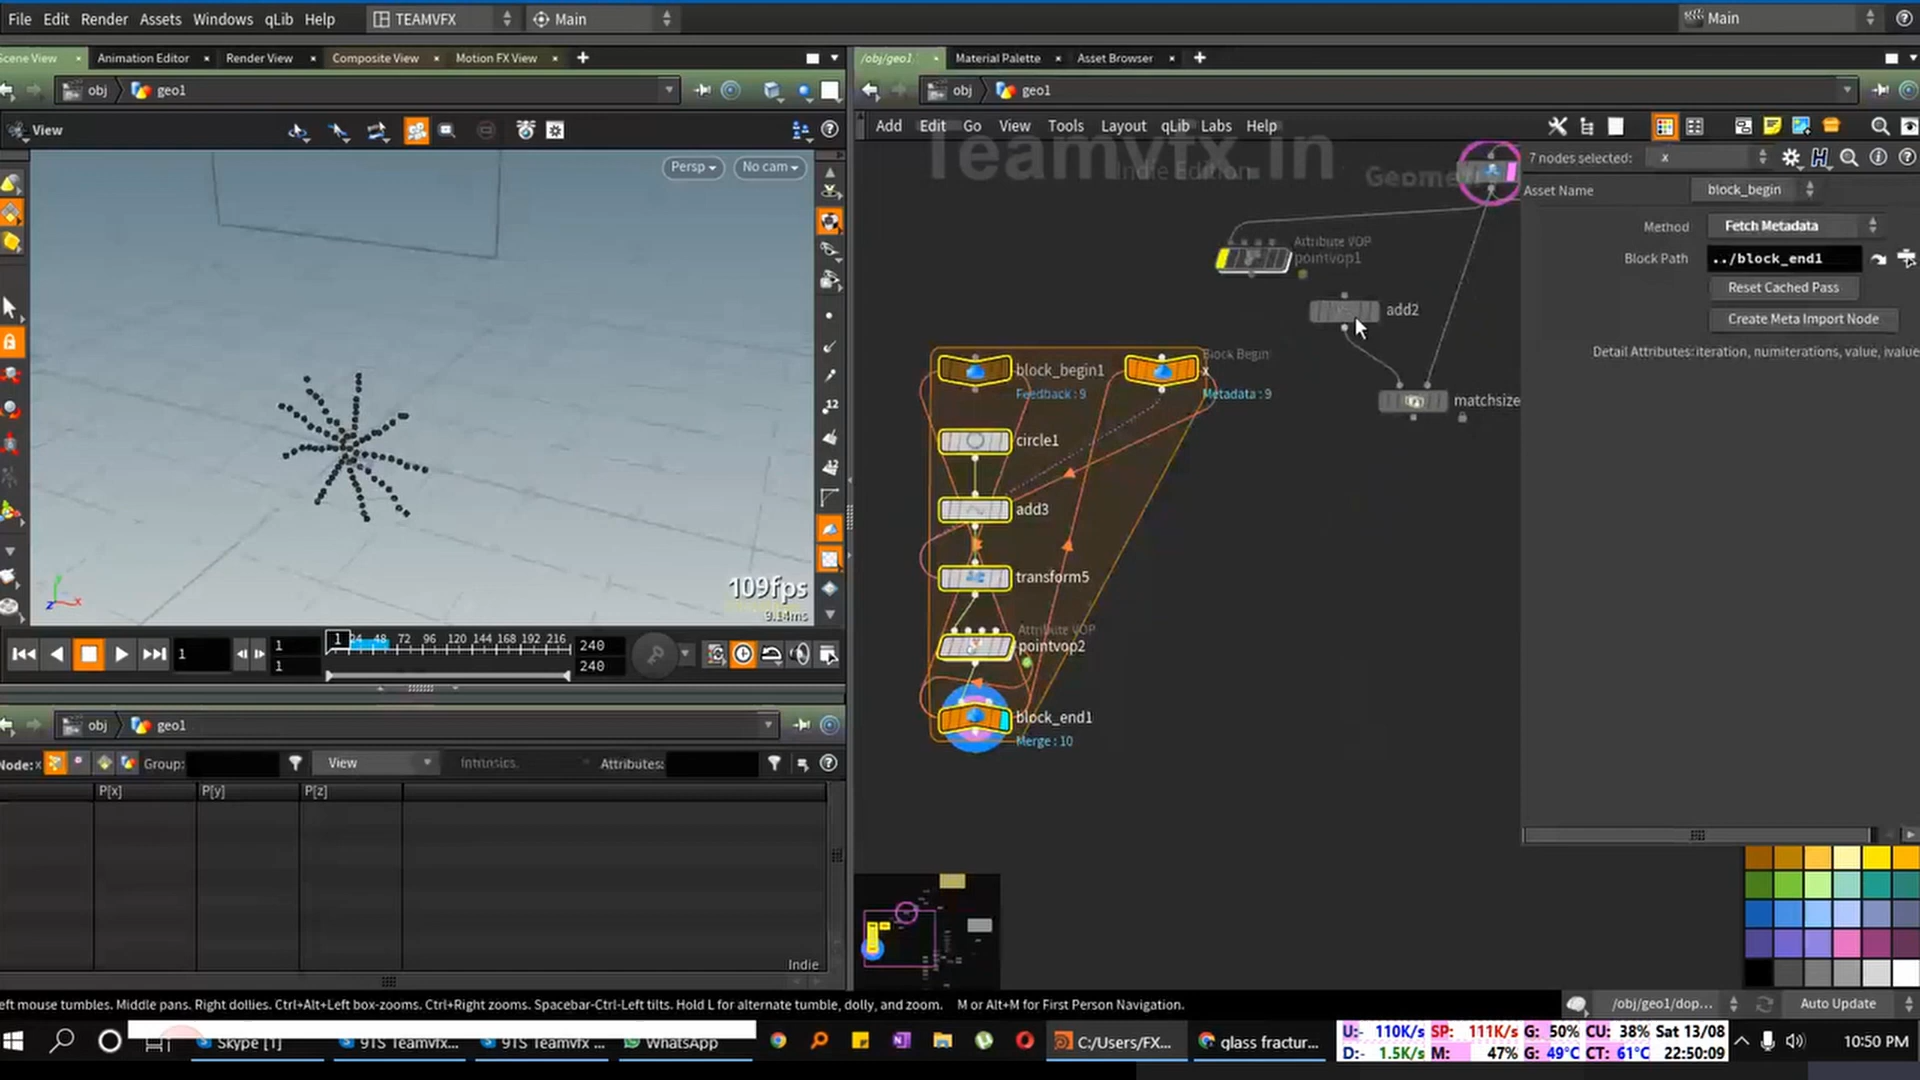 File Edit Render Assets Windows qLib Help TEAMVFX Main Main
Scene View Animation Editor Render View Composite View Motion FX View
/obj/geo1 Material Palette Asset Browser
obj geo1
obj geo1
View
Persp No cam
109fps
9.14ms
z x
Add Edit Go View Tools Layout qLib Labs Help
Teamvfx.in
Indie Edition
Attribute VOP
pointvop1
add2
matchsize
block_begin1
Feedback : 9
Block Begin
x
Metadata : 9
circle1
add3
transform5
Attribute VOP
pointvop2
block_end1
Merge : 10
7 nodes selected: x
Asset Name block_begin
Method Fetch Metadata
Block Path ../block_end1
Reset Cached Pass
Create Meta Import Node
Detail Attributes:iteration, numiterations, value, ivalue
1 1 1 1 24 48 72 96 120 144 168 192 216 240 240
obj geo1
Node: x Group: View Intrinsics Attributes:
P[x] P[y] P[z]
Indie
eft mouse tumbles. Middle pans. Right dollies. Ctrl+Alt+Left box-zooms. Ctrl+Right zooms. Spacebar-Ctrl-Left tilts. Hold L for alternate tumble, dolly, and zoom. M or Alt+M for First Person Navigation.
/obj/geo1/dop... Auto Update
Skype [1] 9TS Teamvfx... 9TS Teamvfx ... WhatsApp C:/Users/FX... glass fractur...
U:- 110K/s SP: 111K/s G: 50% CU: 38% Sat 13/08
D:- 1.5K/s M: 47% G: 49°C CT: 61°C 22:50:09
10:50 PM